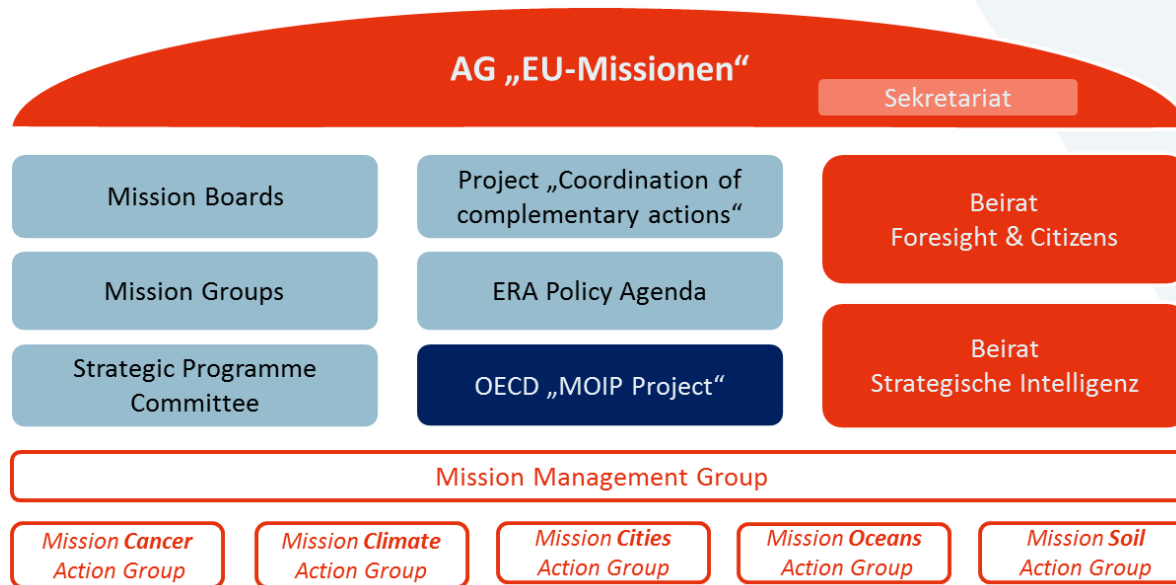 AG „EU-Missionen“
Sekretariat
Mission Boards
Project „Coordination of
complementary actions“
Beirat
Foresight & Citizens
Mission Groups
ERA Policy Agenda
Strategic Programme
Committee
OECD „MOIP Project“
Beirat
Strategische Intelligenz
Mission Management Group
Mission Cancer
Action Group
Mission Climate
Action Group
Mission Cities
Action Group
Mission Oceans
Action Group
Mission Soil
Action Group